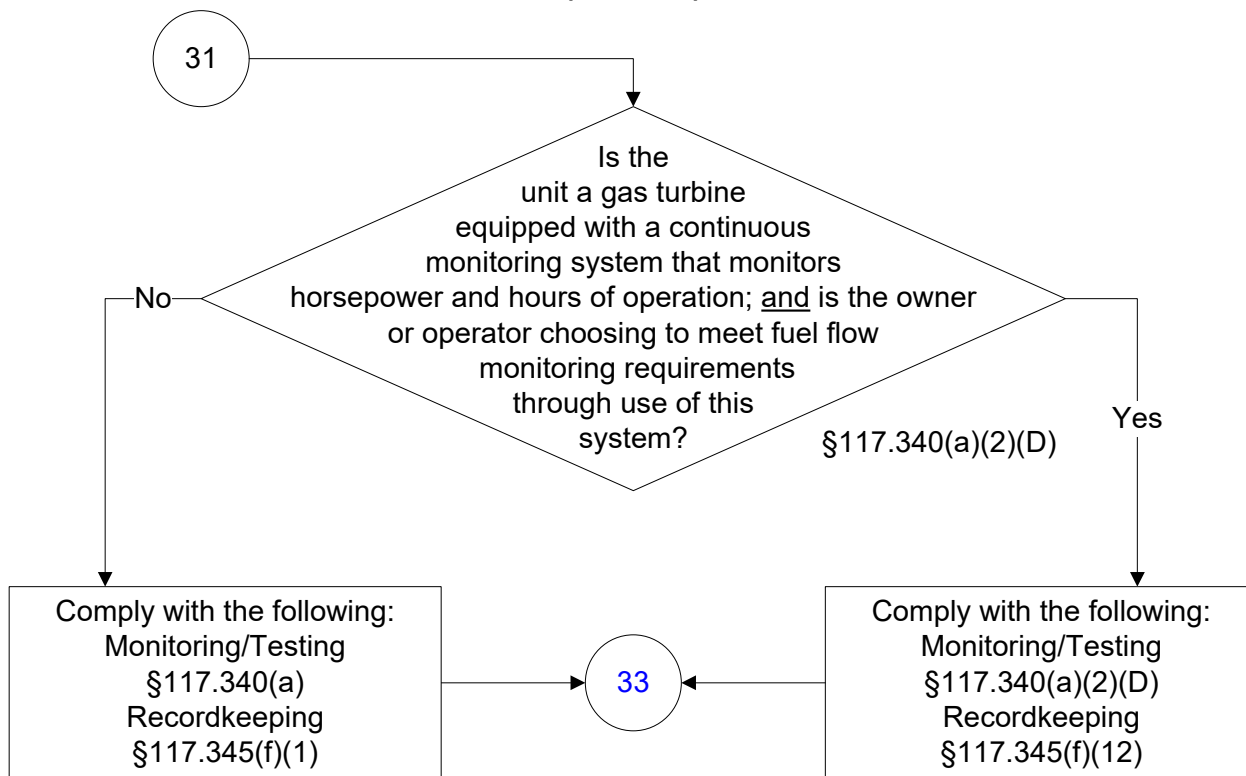 31
Is the
unit a gas turbine
equipped with a continuous
monitoring system that monitors
horsepower and hours of operation; and is the owner
or operator choosing to meet fuel flow
monitoring requirements
through use of this
system?
No
Yes
§117.340(a)(2)(D)
Comply with the following:
Monitoring/Testing
§117.340(a)
Recordkeeping
§117.345(f)(1)
33
Comply with the following:
Monitoring/Testing
§117.340(a)(2)(D)
Recordkeeping
§117.345(f)(12)